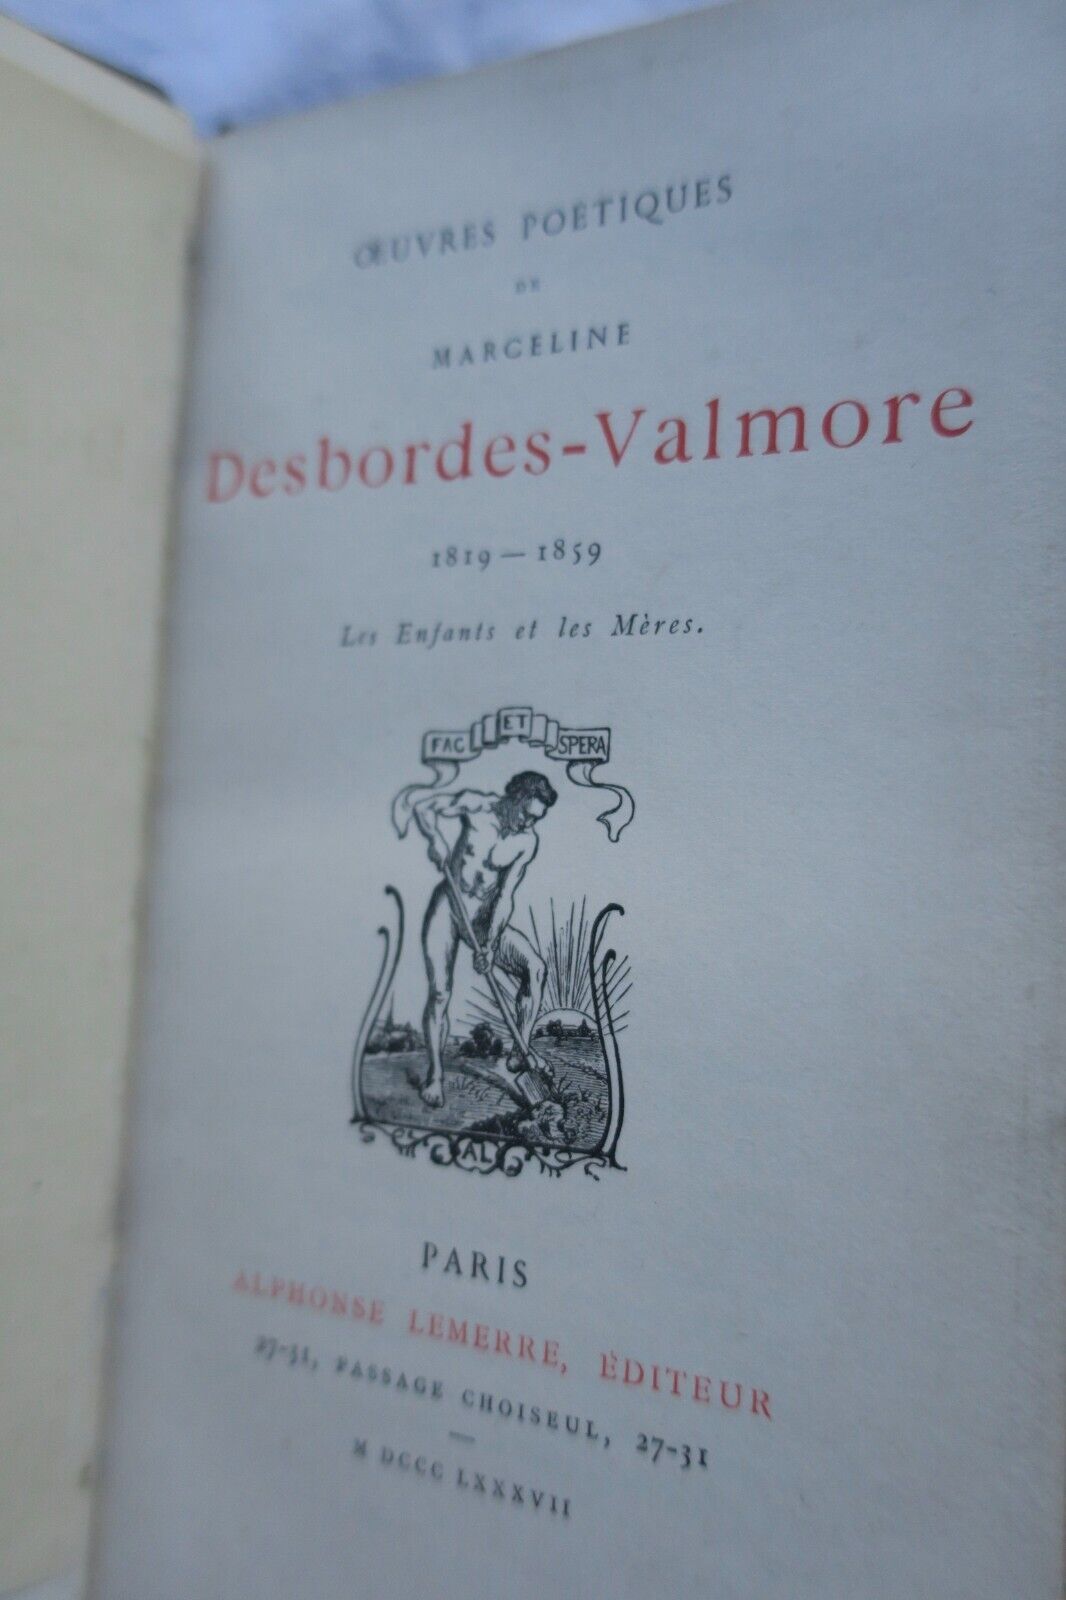 ŒUVRES POÉTIQUES
DE
MARCELINE
Desbordes-Valmore
1819 — 1859
Les Enfants et les Mères.
FAC ET SPERA
AL
PARIS
ALPHONSE LEMERRE, ÉDITEUR
27-31, PASSAGE CHOISEUL, 27-31
—
M DCCC LXXXVII